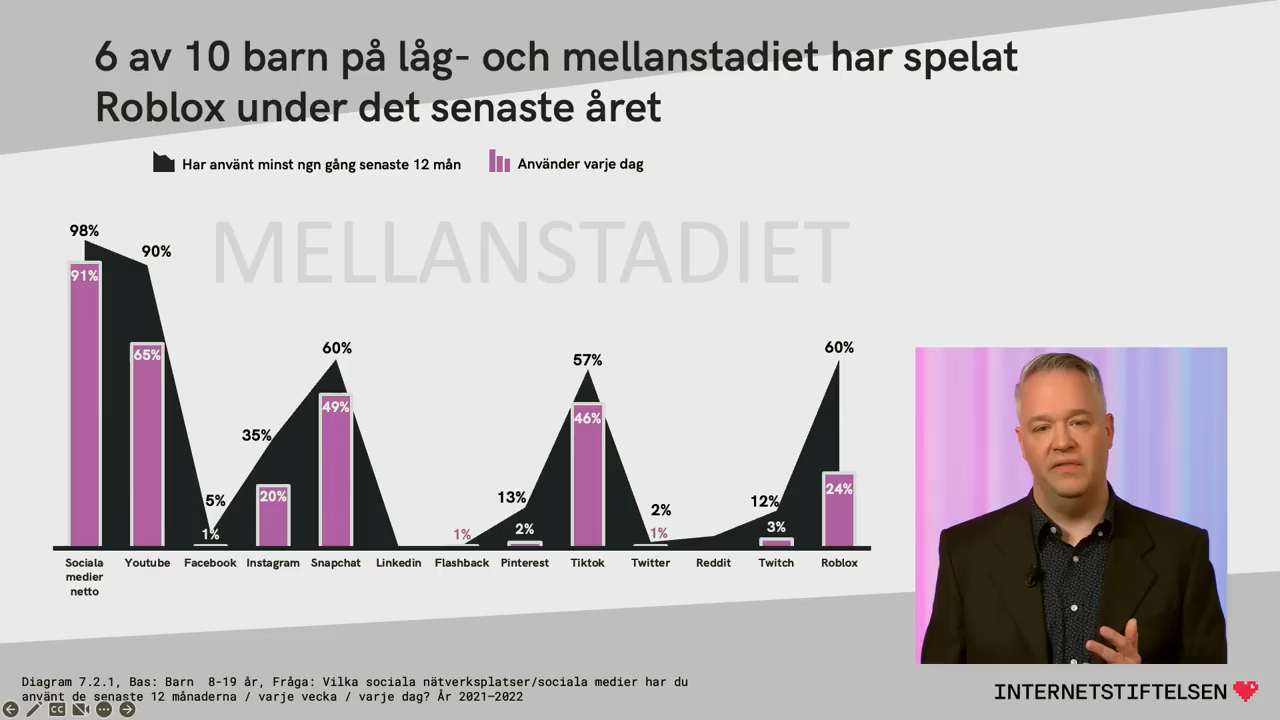 6 av 10 barn på låg- och mellanstadiet har spelat
Roblox under det senaste året
Har använt minst ngn gång senaste 12 mån
Använder varje dag
MELLANSTADIET
98%
90%
91%
65%
5%
1%
35%
20%
60%
49%
1%
13%
2%
57%
46%
2%
1%
12%
3%
60%
24%
Sociala
medier
netto
Youtube
Facebook
Instagram
Snapchat
Linkedin
Flashback
Pinterest
Tiktok
Twitter
Reddit
Twitch
Roblox
Diagram 7.2.1, Bas: Barn 8–19 år, Fråga: Vilka sociala nätverksplatser/sociala medier har du
använt de senaste 12 månaderna / varje vecka / varje dag? År 2021–2022
CC
INTERNETSTIFTELSEN